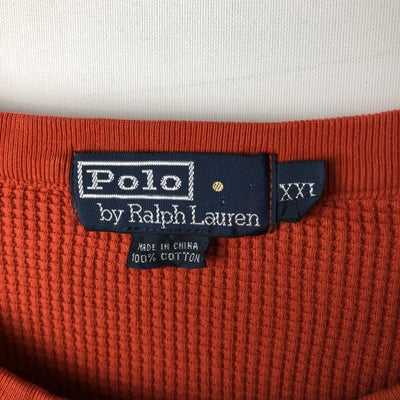 Polo
by Ralph Lauren
XXL
MADE IN CHINA
100% COTTON